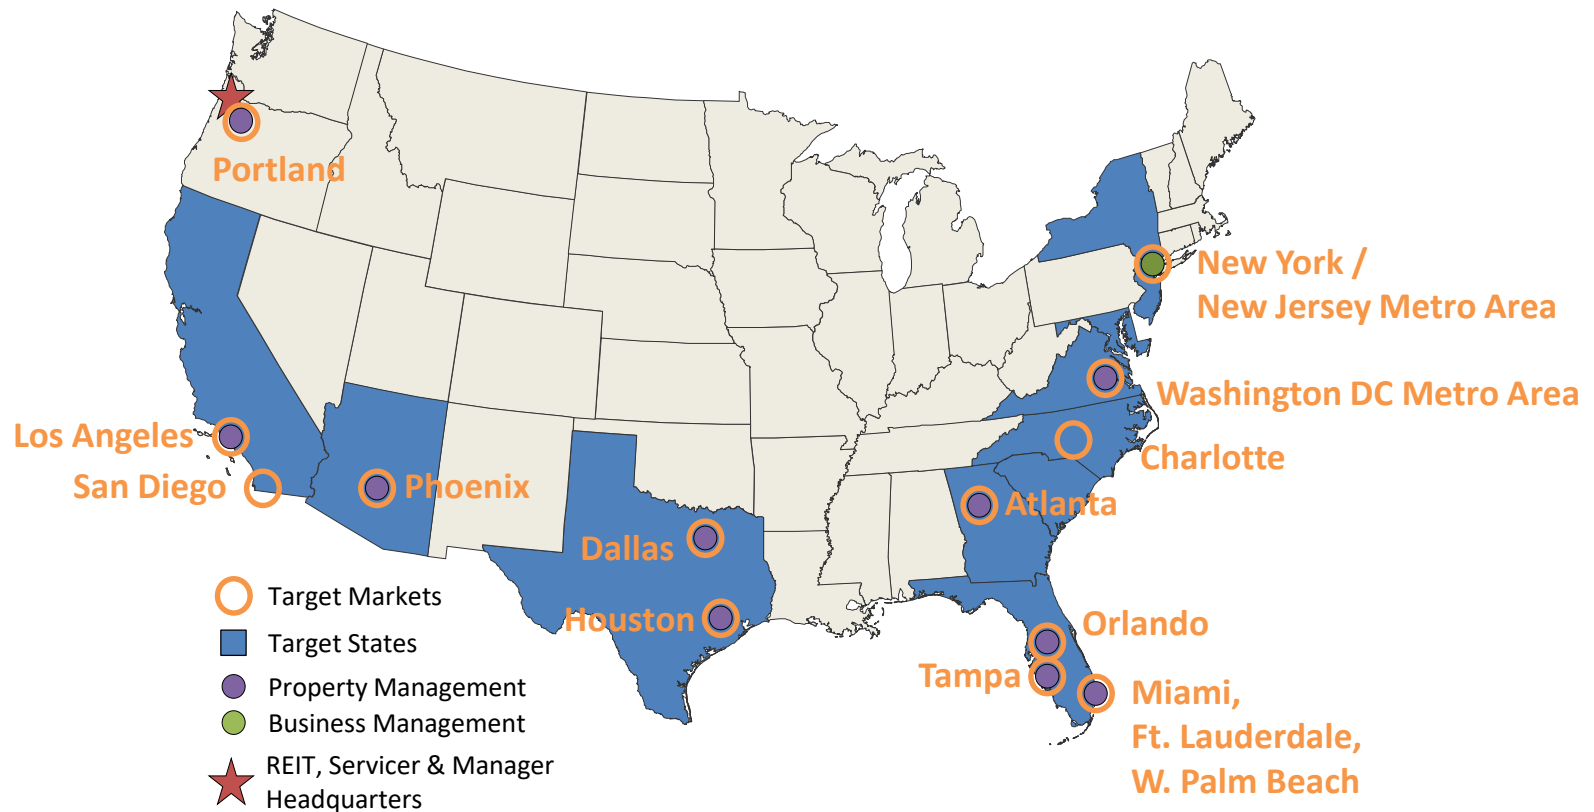 Portland
New York /
New Jersey Metro Area
Washington DC Metro Area
Los Angeles
Charlotte
San Diego
Phoenix
Atlanta
Dallas
Houston
Orlando
Tampa
Miami,
Ft. Lauderdale,
W. Palm Beach
Target Markets
Target States
Property Management
Business Management
REIT, Servicer & Manager
Headquarters